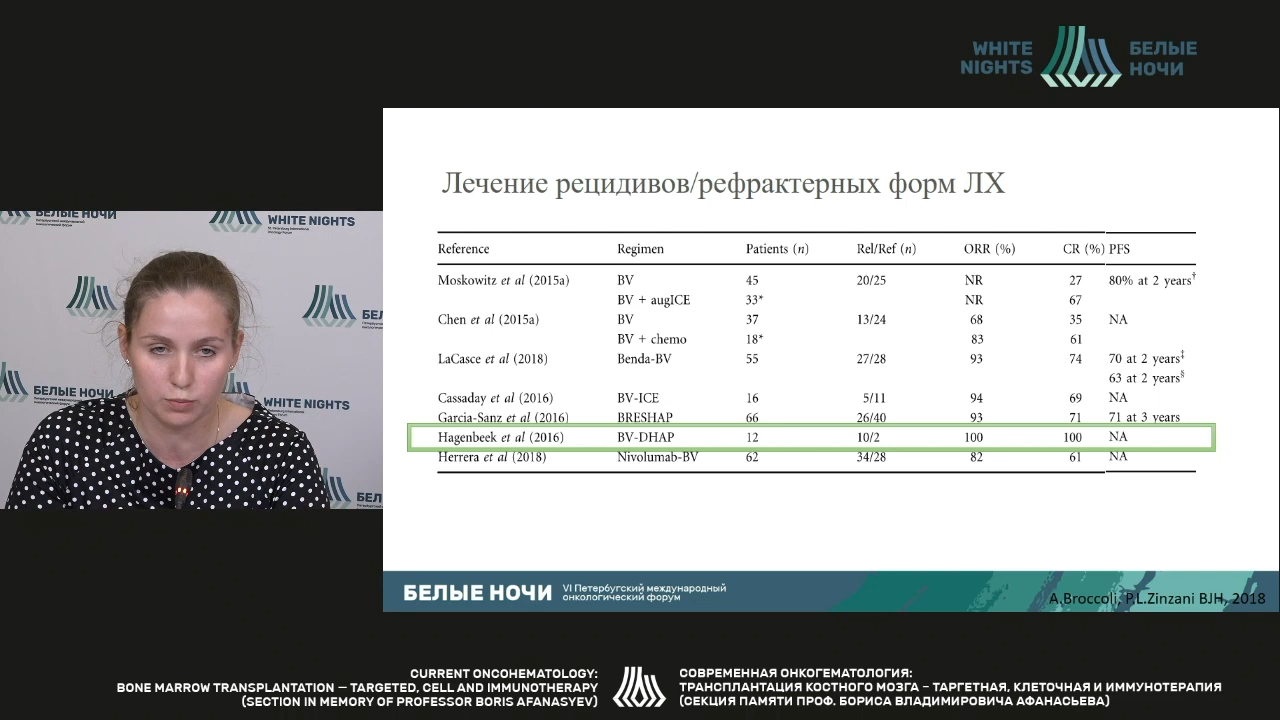 WHITE
NIGHTS
БЕЛЫЕ
НОЧИ
Лечение рецидивов/рефрактерных форм ЛХ
Reference Regimen Patients (n) Rel/Ref (n) ORR (%) CR (%) PFS
Moskowitz et al (2015a) BV 45 20/25 NR 27 80% at 2 years†
BV + augICE 33* NR 67
Chen et al (2015a) BV 37 13/24 68 35 NA
BV + chemo 18* 83 61
LaCasce et al (2018) Benda-BV 55 27/28 93 74 70 at 2 years‡
63 at 2 years§
Cassaday et al (2016) BV-ICE 16 5/11 94 69 NA
Garcia-Sanz et al (2016) BRESHAP 66 26/40 93 71 71 at 3 years
Hagenbeek et al (2016) BV-DHAP 12 10/2 100 100 NA
Herrera et al (2018) Nivolumab-BV 62 34/28 82 61 NA
БЕЛЫЕ НОЧИ
VI Петербургский международный
онкологический форум
A.Broccoli, P.L.Zinzani BJH, 2018
БЕЛЫЕ НОЧИ
WHITE NIGHTS
БЕЛ
БЕЛЫЕ НОЧИ
WHITE NIGHTS
БЕЛ
CURRENT ONCOHEMATOLOGY:
BONE MARROW TRANSPLANTATION – TARGETED, CELL AND IMMUNOTHERAPY
(SECTION IN MEMORY OF PROFESSOR BORIS AFANASYEV)
СОВРЕМЕННАЯ ОНКОГЕМАТОЛОГИЯ:
ТРАНСПЛАНТАЦИЯ КОСТНОГО МОЗГА – ТАРГЕТНАЯ, КЛЕТОЧНАЯ И ИММУНОТЕРАПИЯ
(СЕКЦИЯ ПАМЯТИ ПРОФ. БОРИСА ВЛАДИМИРОВИЧА АФАНАСЬЕВА)